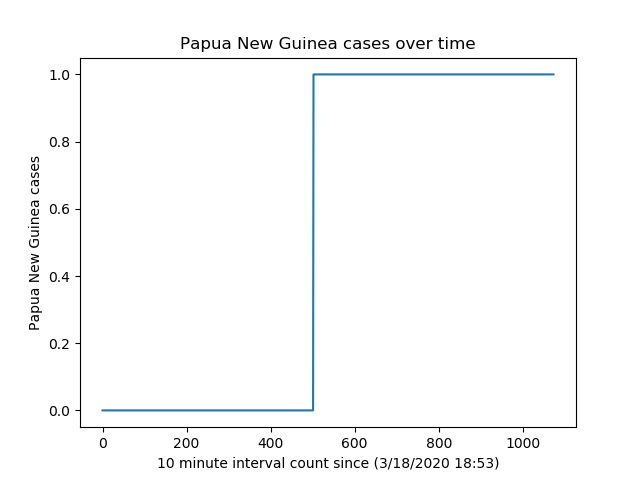 Papua New Guinea cases over time
1.0
0.8
0.6
0.4
0.2
0.0
Papua New Guinea cases
0 200 400 600 800 1000
10 minute interval count since (3/18/2020 18:53)